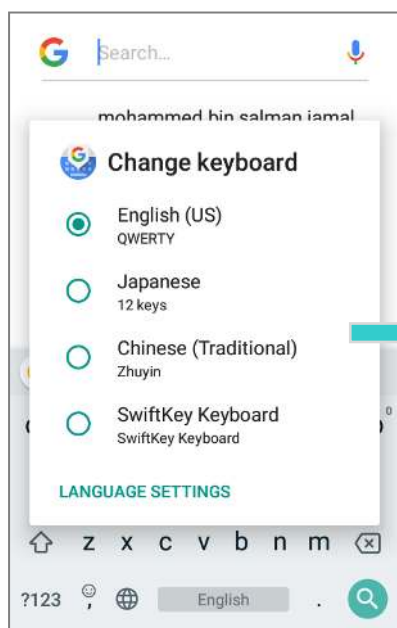 Search...
mohammed bin salman jamal
Change keyboard
English (US)
QWERTY
Japanese
12 keys
Chinese (Traditional)
Zhuyin
SwiftKey Keyboard
SwiftKey Keyboard
0
LANGUAGE SETTINGS
z x c v b n m
?123 , English .